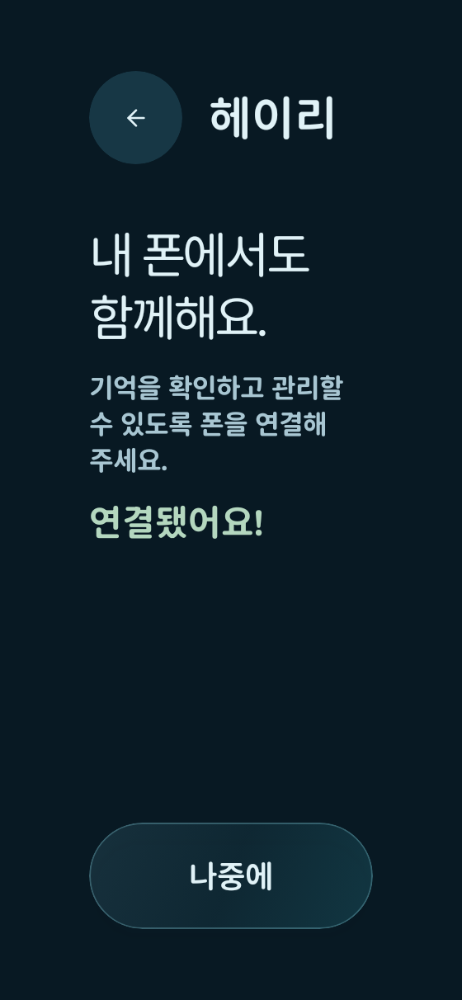 헤이리
내 폰에서도
함께해요.
기억을 확인하고 관리할
수 있도록 폰을 연결해
주세요.
연결됐어요!
나중에